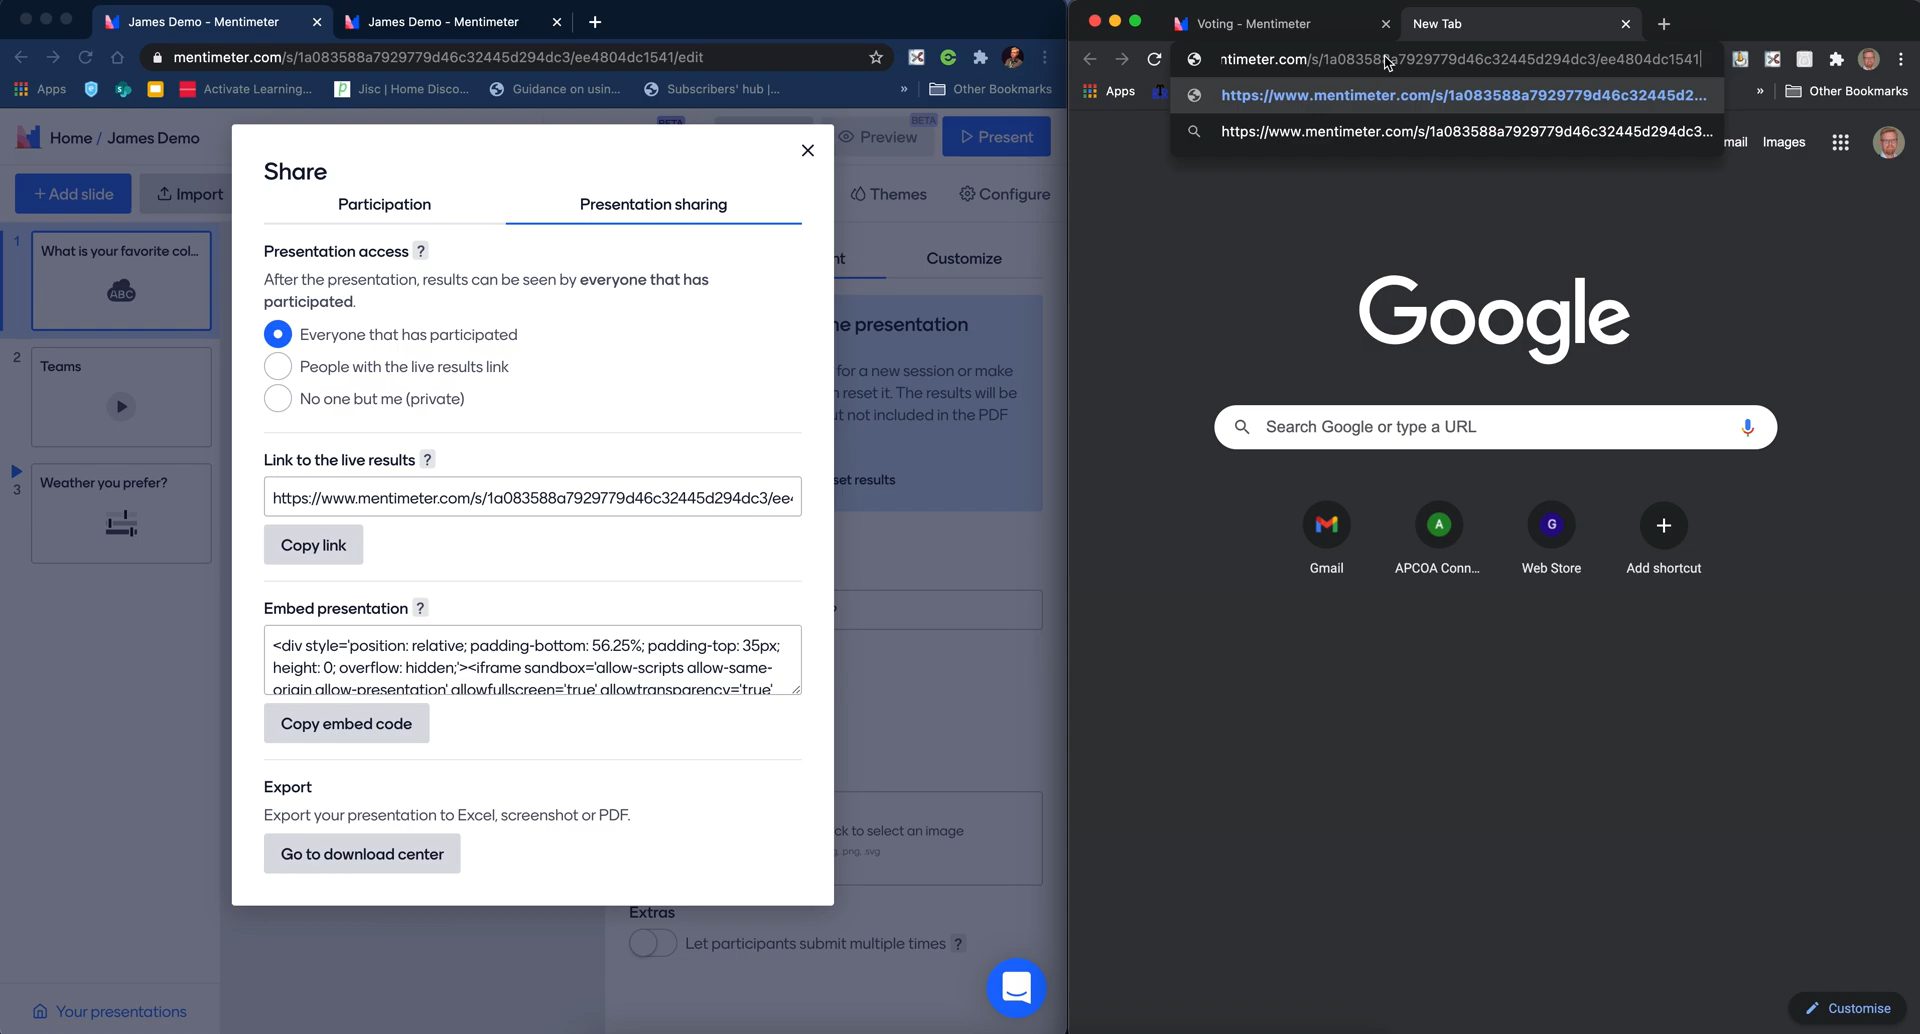 James Demo - Mentimeter
James Demo - Mentimeter
mentimeter.com/s/1a083588a7929779d46c32445d294dc3/ee4804dc1541/edit
Apps
Activate Learning...
Jisc | Home Disco...
Guidance on usin...
Subscribers' hub |...
»
Other Bookmarks
Home / James Demo
BETA
Preview
BETA
Present
+ Add slide
Import
Themes
Configure
1
What is your favorite col...
ABC
2
Teams
3
Weather you prefer?
Your presentations
Share
Participation
Presentation sharing
Presentation access ?
After the presentation, results can be seen by everyone that has
participated.
Everyone that has participated
People with the live results link
No one but me (private)
Link to the live results ?
https://www.mentimeter.com/s/1a083588a7929779d46c32445d294dc3/ee4
Copy link
Embed presentation ?
<div style='position: relative; padding-bottom: 56.25%; padding-top: 35px;
height: 0; overflow: hidden;'><iframe sandbox='allow-scripts allow-same-
origin allow-presentation' allowfullscreen='true' allowtransparency='true'
Copy embed code
Export
Export your presentation to Excel, screenshot or PDF.
Go to download center
Customize
presentation
for a new session or make
reset it. The results will be
not included in the PDF
set results
to select an image
png, .svg
Extras
Let participants submit multiple times ?
Voting - Mentimeter
New Tab
ntimeter.com/s/1a083588a7929779d46c32445d294dc3/ee4804dc1541
https://www.mentimeter.com/s/1a083588a7929779d46c32445d2...
https://www.mentimeter.com/s/1a083588a7929779d46c32445d294dc3...
Apps
»
Other Bookmarks
mail
Images
Google
Search Google or type a URL
A
G
Gmail
APCOA Conn...
Web Store
Add shortcut
Customise